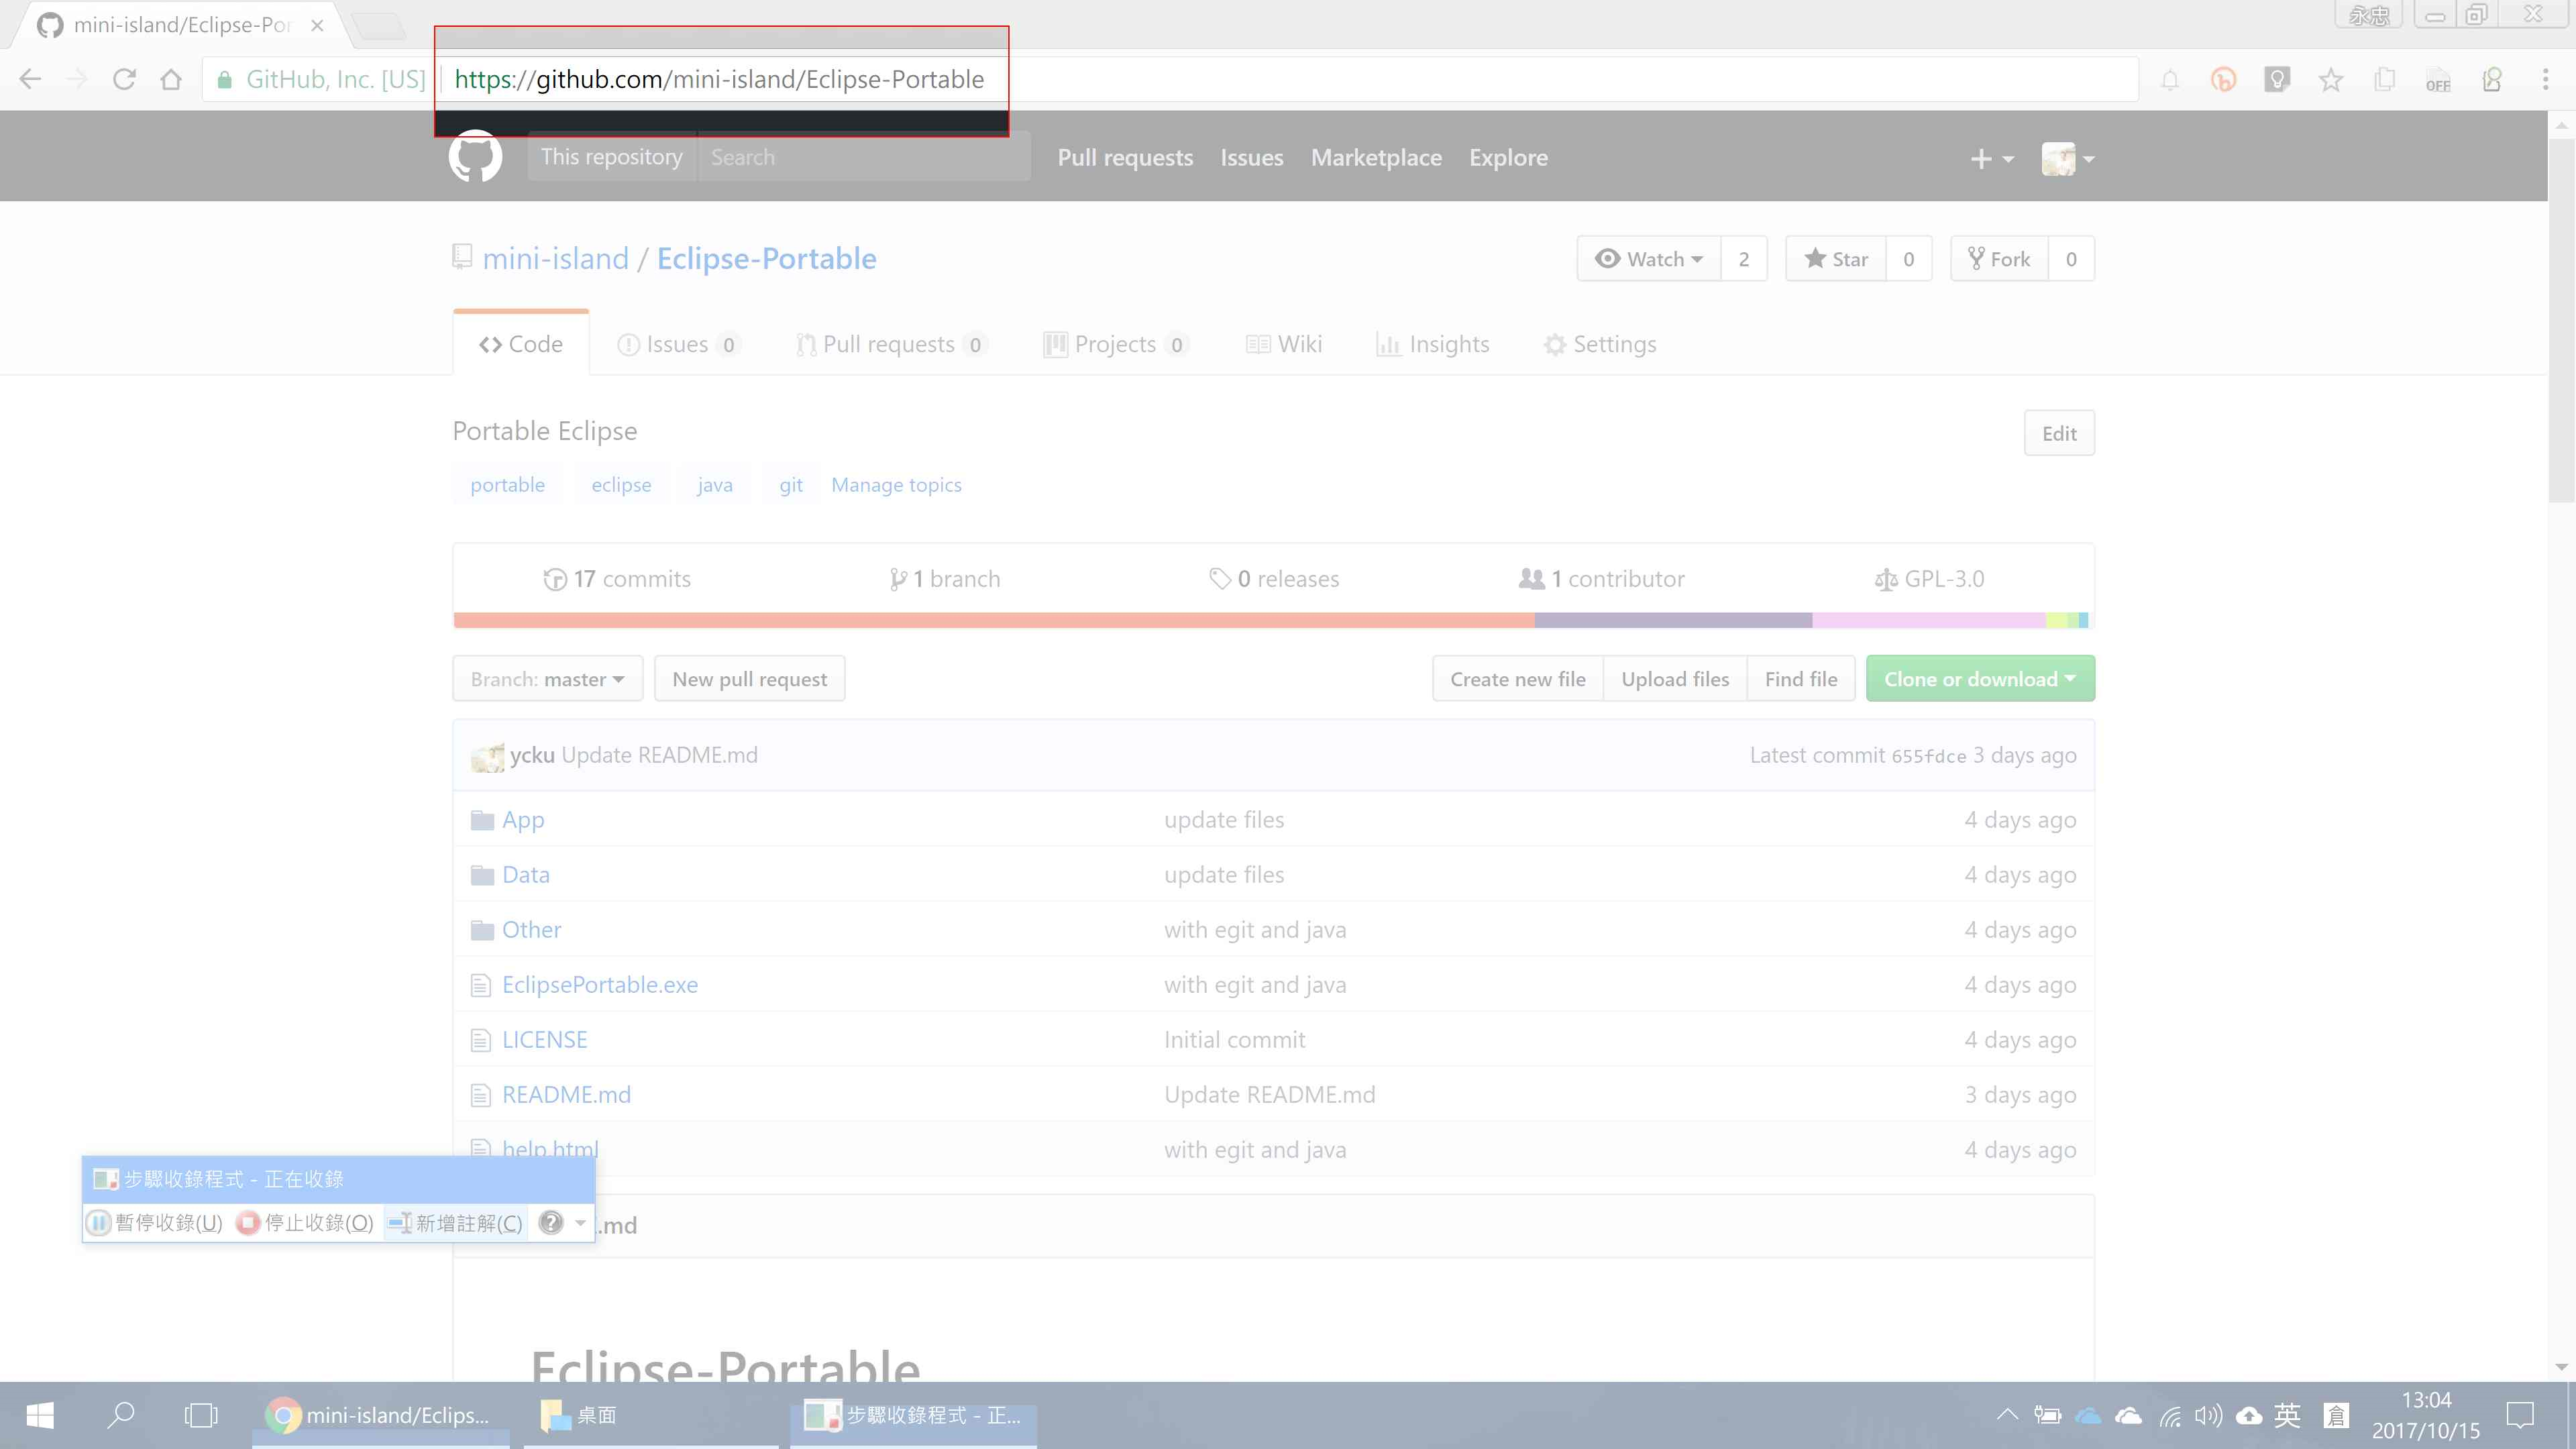 mini-island/Eclipse-Por
永忠
GitHub, Inc. [US] https://github.com/mini-island/Eclipse-Portable
OFF
This repository Search Pull requests Issues Marketplace Explore
mini-island / Eclipse-Portable
Watch 2 Star 0 Fork 0
Code Issues 0 Pull requests 0 Projects 0 Wiki Insights Settings
Portable Eclipse
Edit
portable eclipse java git Manage topics
17 commits 1 branch 0 releases 1 contributor GPL-3.0
Branch: master New pull request Create new file Upload files Find file Clone or download
ycku Update README.md Latest commit 655fdce 3 days ago
App update files 4 days ago
Data update files 4 days ago
Other with egit and java 4 days ago
EclipsePortable.exe with egit and java 4 days ago
LICENSE Initial commit 4 days ago
README.md Update README.md 3 days ago
help.html with egit and java 4 days ago
步驟收錄程式 - 正在收錄
暫停收錄(U) 停止收錄(O) 新增註解(C)
.md
Eclipse-Portable
mini-island/Eclips... 桌面 步驟收錄程式 - 正... 英 倉
13:04
2017/10/15